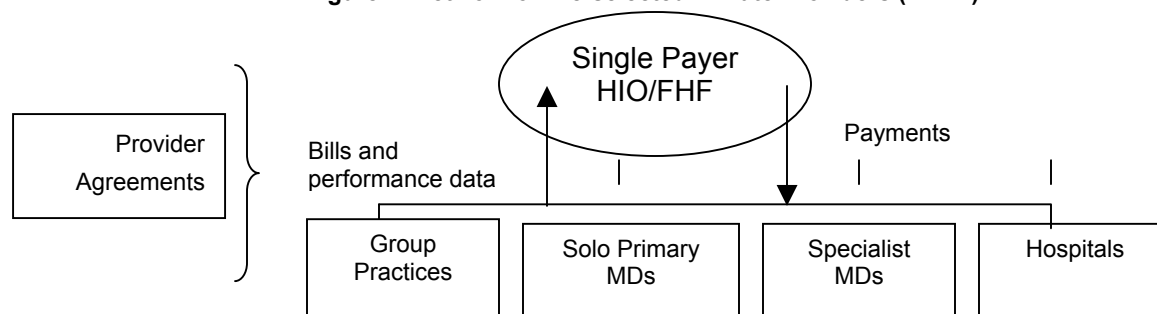 Single Payer
HIO/FHF
Provider
Agreements
Bills and
performance data
Payments
Group
Practices
Solo Primary
MDs
Specialist
MDs
Hospitals